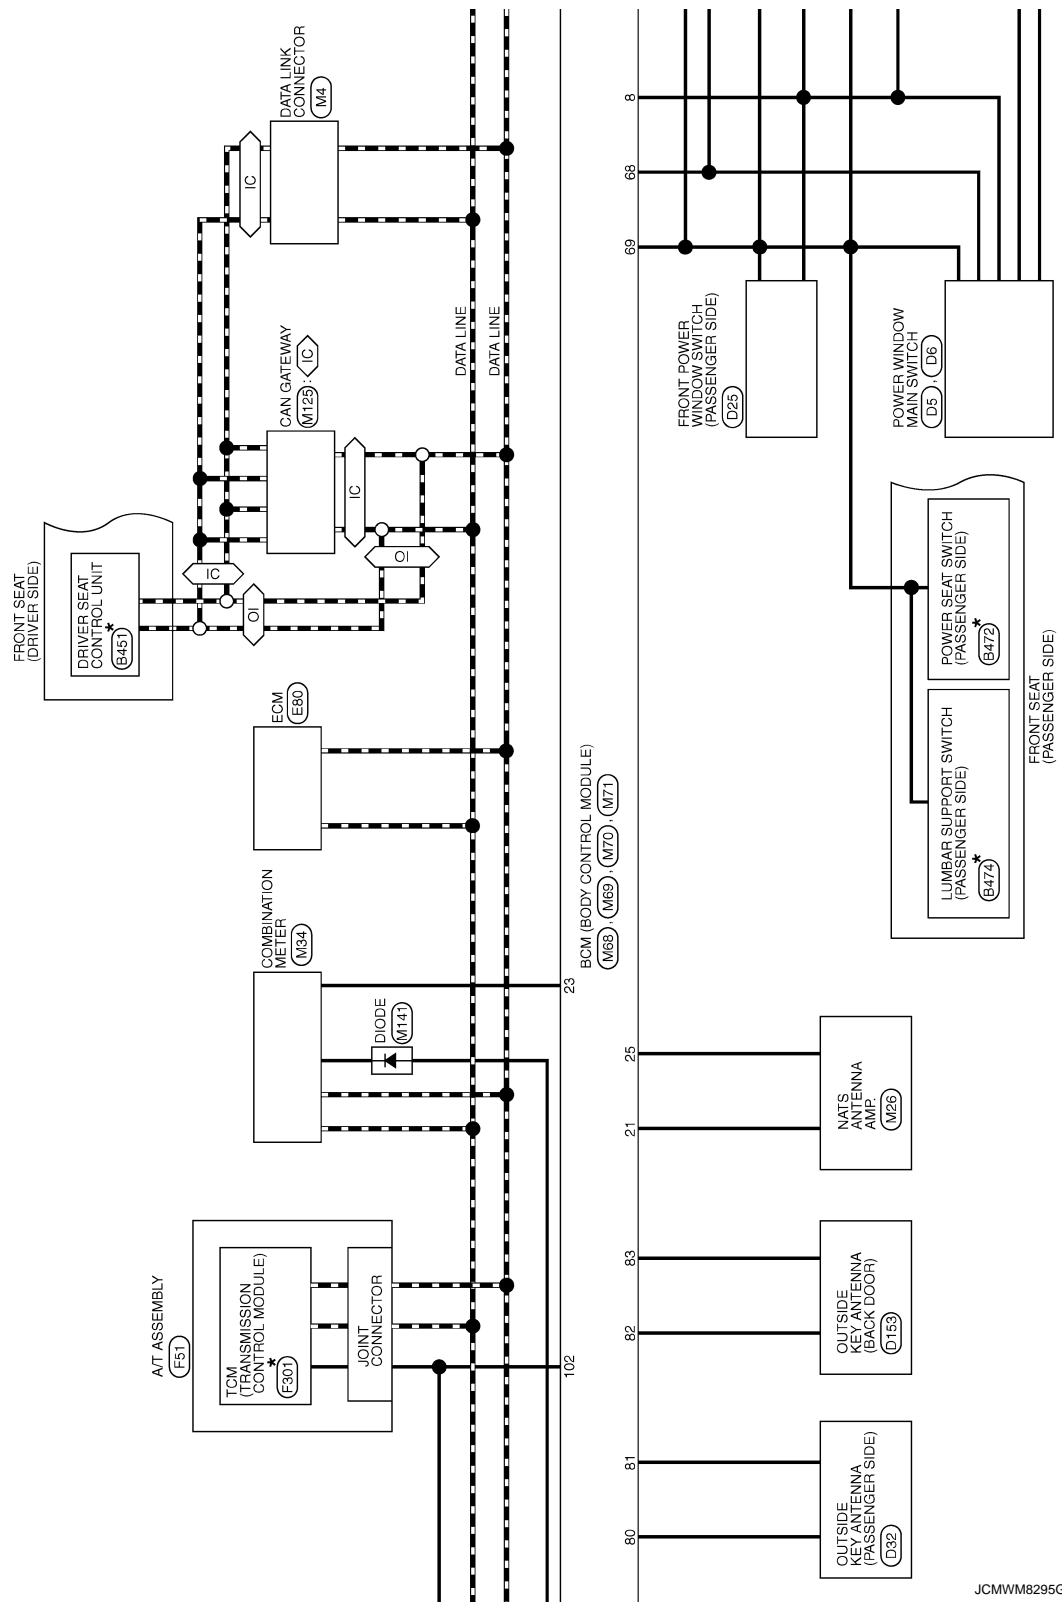 DATA LINK
CONNECTOR
M4
IC
CAN GATEWAY
M125 : IC
IC
IC
OI
OI
DATA LINE
DATA LINE
FRONT SEAT
(DRIVER SIDE)
DRIVER SEAT
CONTROL UNIT
*
B451
ECM
E80
COMBINATION
METER
M34
DIODE
M141
23
A/T ASSEMBLY
F51
TCM
(TRANSMISSION
CONTROL MODULE)
*
F301
JOINT
CONNECTOR
102
BCM (BODY CONTROL MODULE)
M68 , M69 , M70 , M71
8
68
69
FRONT POWER
WINDOW SWITCH
(PASSENGER SIDE)
D25
POWER WINDOW
MAIN SWITCH
D5 , D6
POWER SEAT SWITCH
(PASSENGER SIDE)
*
B472
LUMBAR SUPPORT SWITCH
(PASSENGER SIDE)
*
B474
FRONT SEAT
(PASSENGER SIDE)
25
21
NATS
ANTENNA
AMP.
M26
83
82
OUTSIDE
KEY ANTENNA
(BACK DOOR)
D153
81
80
OUTSIDE
KEY ANTENNA
(PASSENGER SIDE)
D32
JCMWM8295G